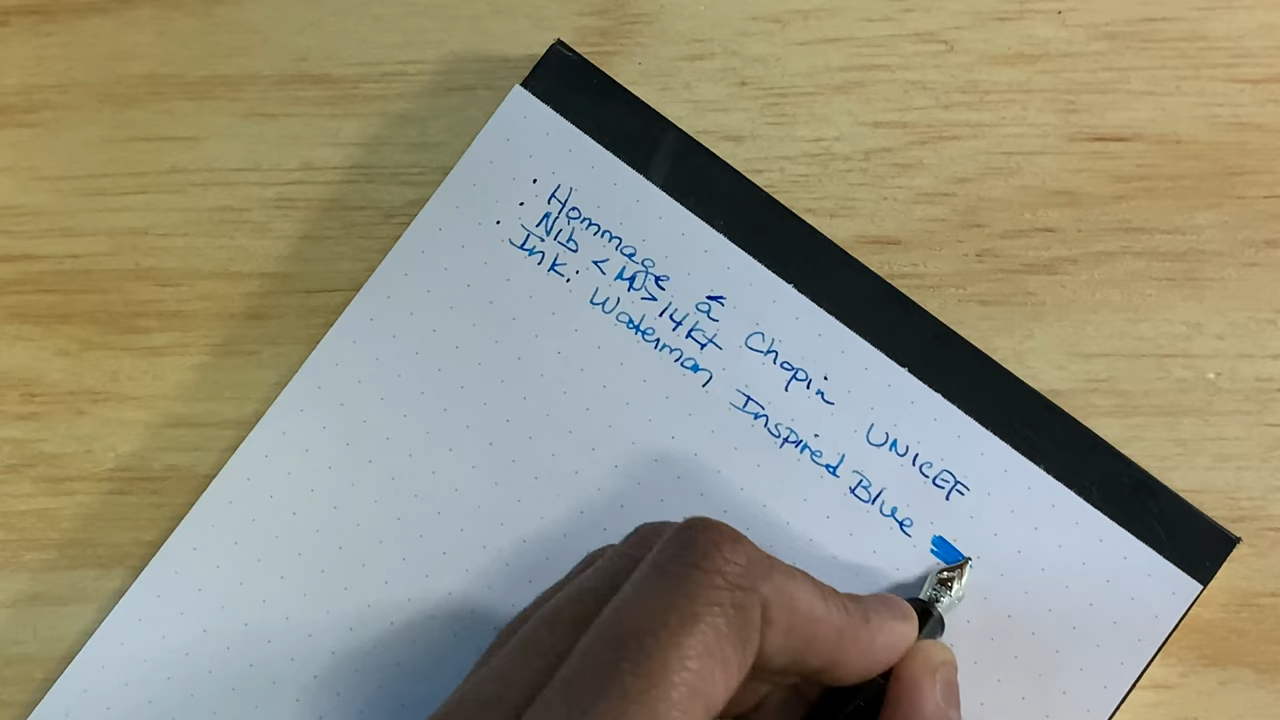 · Hommage á Chopin UNICEF
· Nib <M> 14Kt
· Ink: Waterman Inspired Blue